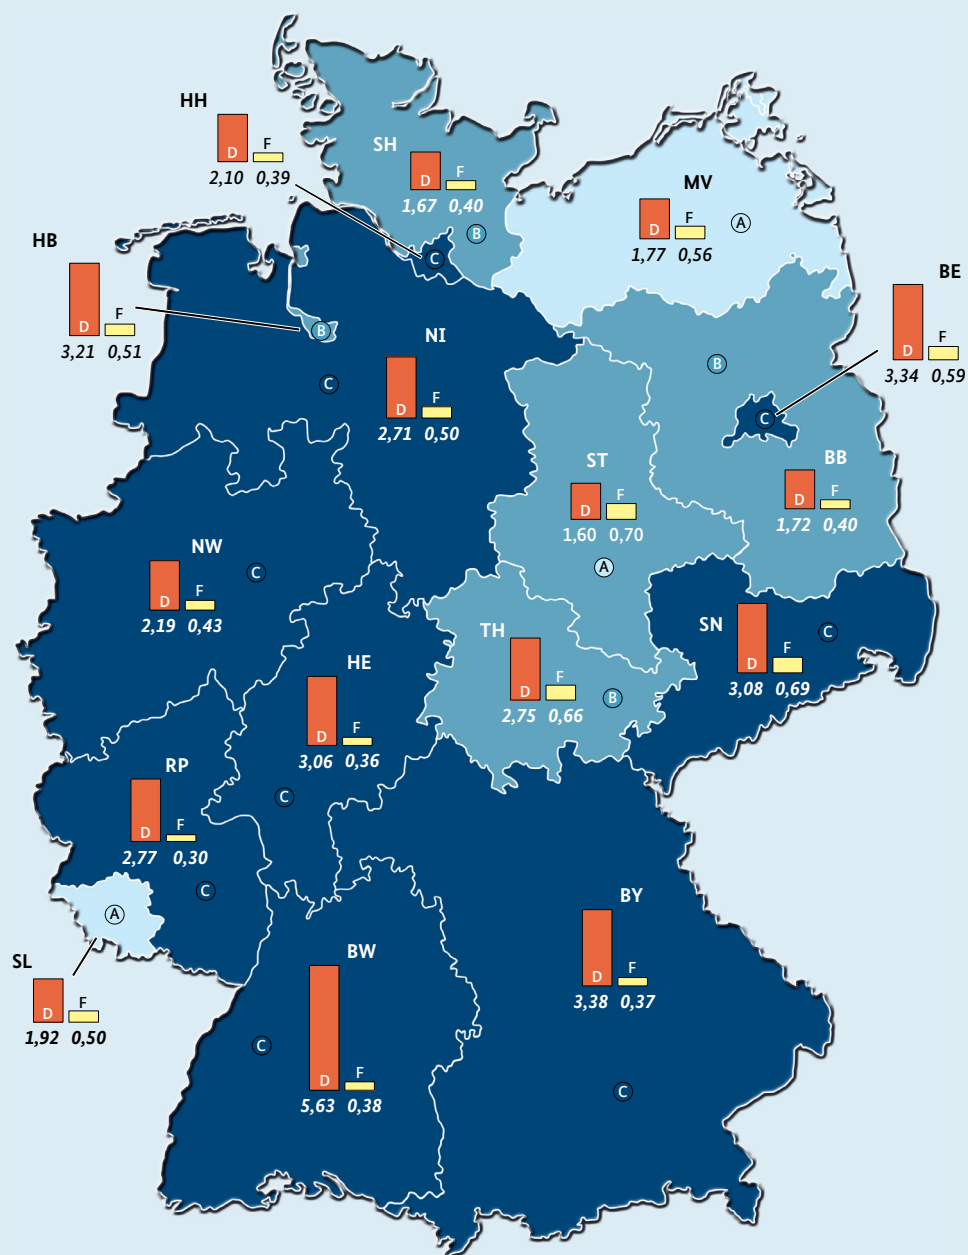 HH
F
D
2,10 0,39
SH
F
D
1,67 0,40
B
C
MV
F
D
1,77 0,56
A
HB
F
D
3,21 0,51
B
BE
F
D
3,34 0,59
C
NI
C
F
D
2,71 0,50
B
BB
F
D
1,72 0,40
ST
F
D
1,60 0,70
A
NW
C
F
D
2,19 0,43
SN
C
F
D
3,08 0,69
TH
F
D
2,75 0,66
B
HE
F
D
3,06 0,36
C
RP
F
D
2,77 0,30
C
A
SL
F
D
1,92 0,50
BY
F
D
3,38 0,37
C
BW
C
F
D
5,63 0,38